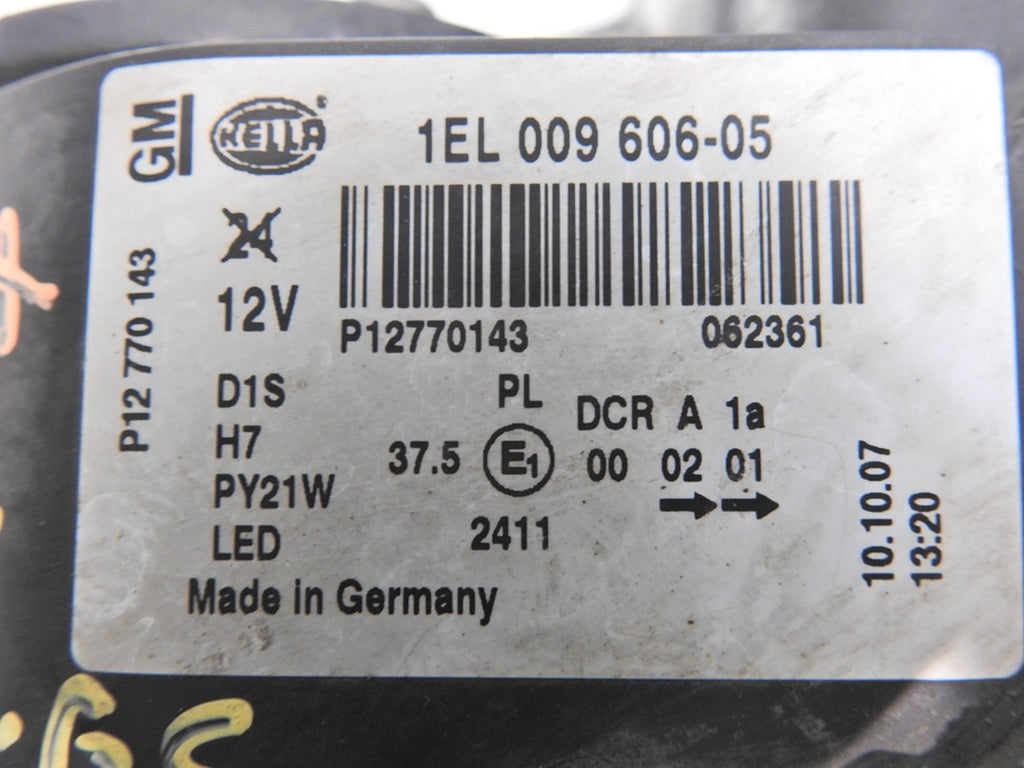 GM HELLA 1EL 009 606-05
24
12V
P12770143 062361
P12 770 143
D1S PL DCR A 1a
H7 37.5 E1 00 02 01
PY21W
LED 2411
Made in Germany
10.10.07
13:20